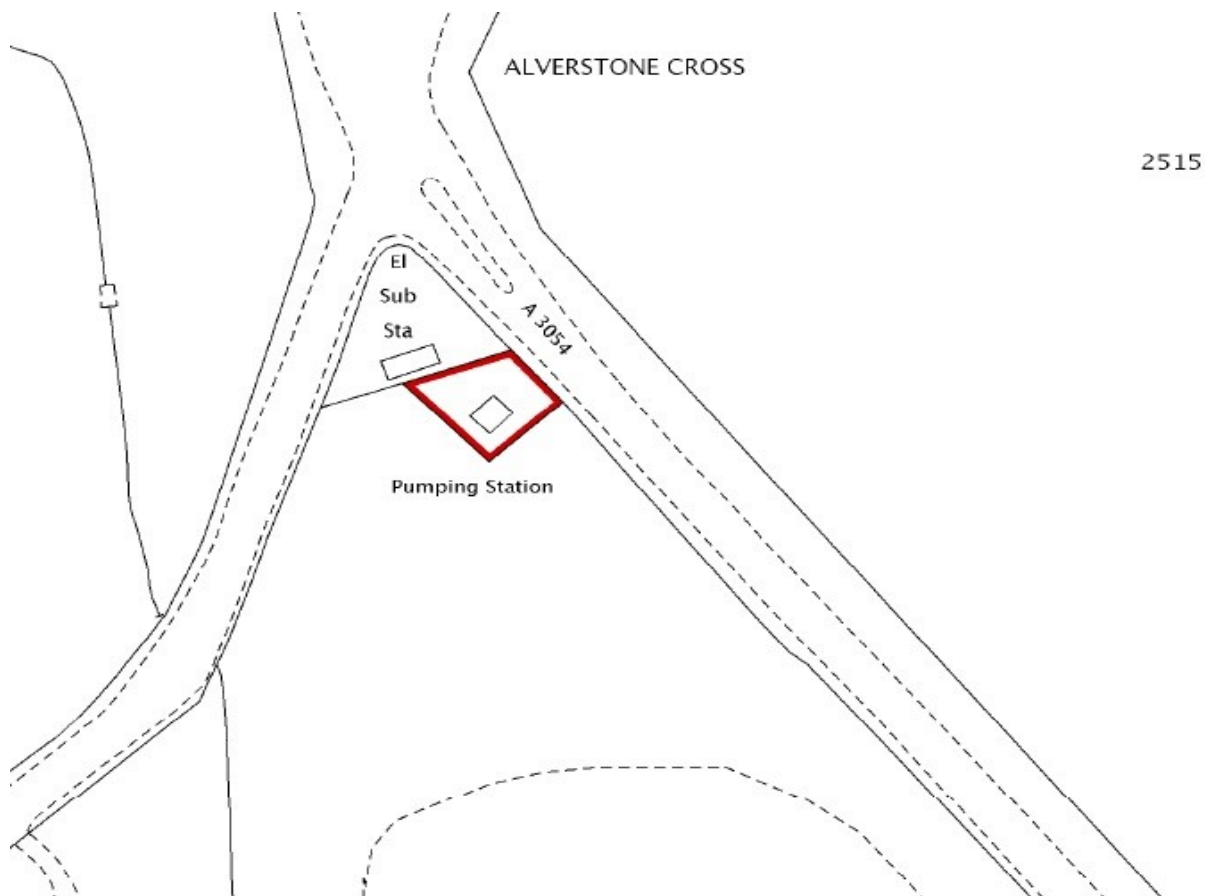 ALVERSTONE CROSS
2515
El
Sub
Sta
A 3054
Pumping Station